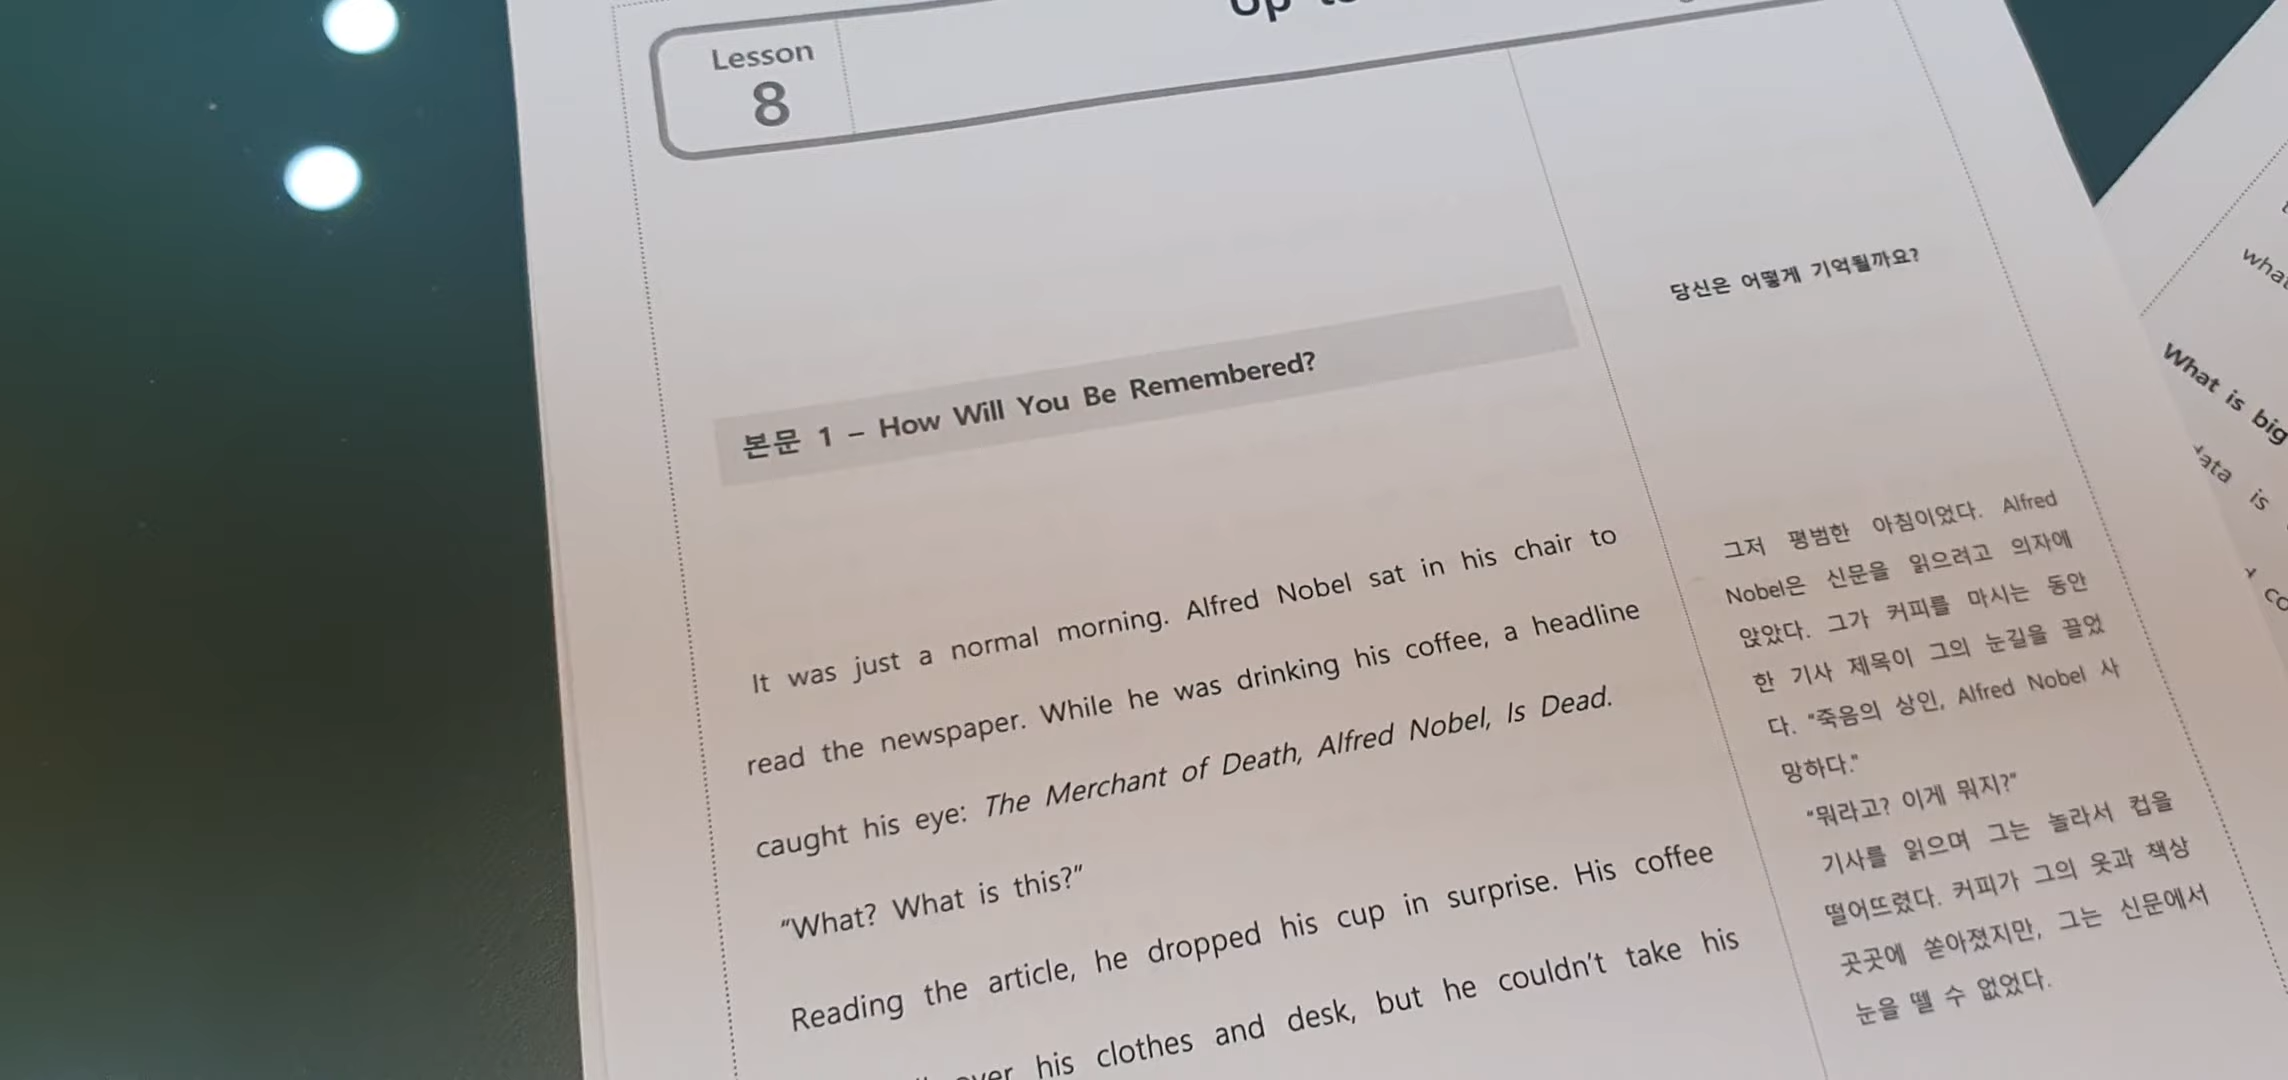 Up
Lesson
8
당신은 어떻게 기억될까요?
본문 1 – How Will You Be Remembered?
It was just a normal morning. Alfred Nobel sat in his chair to
read the newspaper. While he was drinking his coffee, a headline
caught his eye: The Merchant of Death, Alfred Nobel, Is Dead.
“What? What is this?”
Reading the article, he dropped his cup in surprise. His coffee
his clothes and desk, but he couldn’t take his
그저 평범한 아침이었다. Alfred
Nobel은 신문을 읽으려고 의자에
앉았다. 그가 커피를 마시는 동안
한 기사 제목이 그의 눈길을 끌었
다. “죽음의 상인, Alfred Nobel 사
망하다.”
“뭐라고? 이게 뭐지?”
기사를 읽으며 그는 놀라서 컵을
떨어뜨렸다. 커피가 그의 옷과 책상
곳곳에 쏟아졌지만, 그는 신문에서
눈을 뗄 수 없었다.
What is big
is